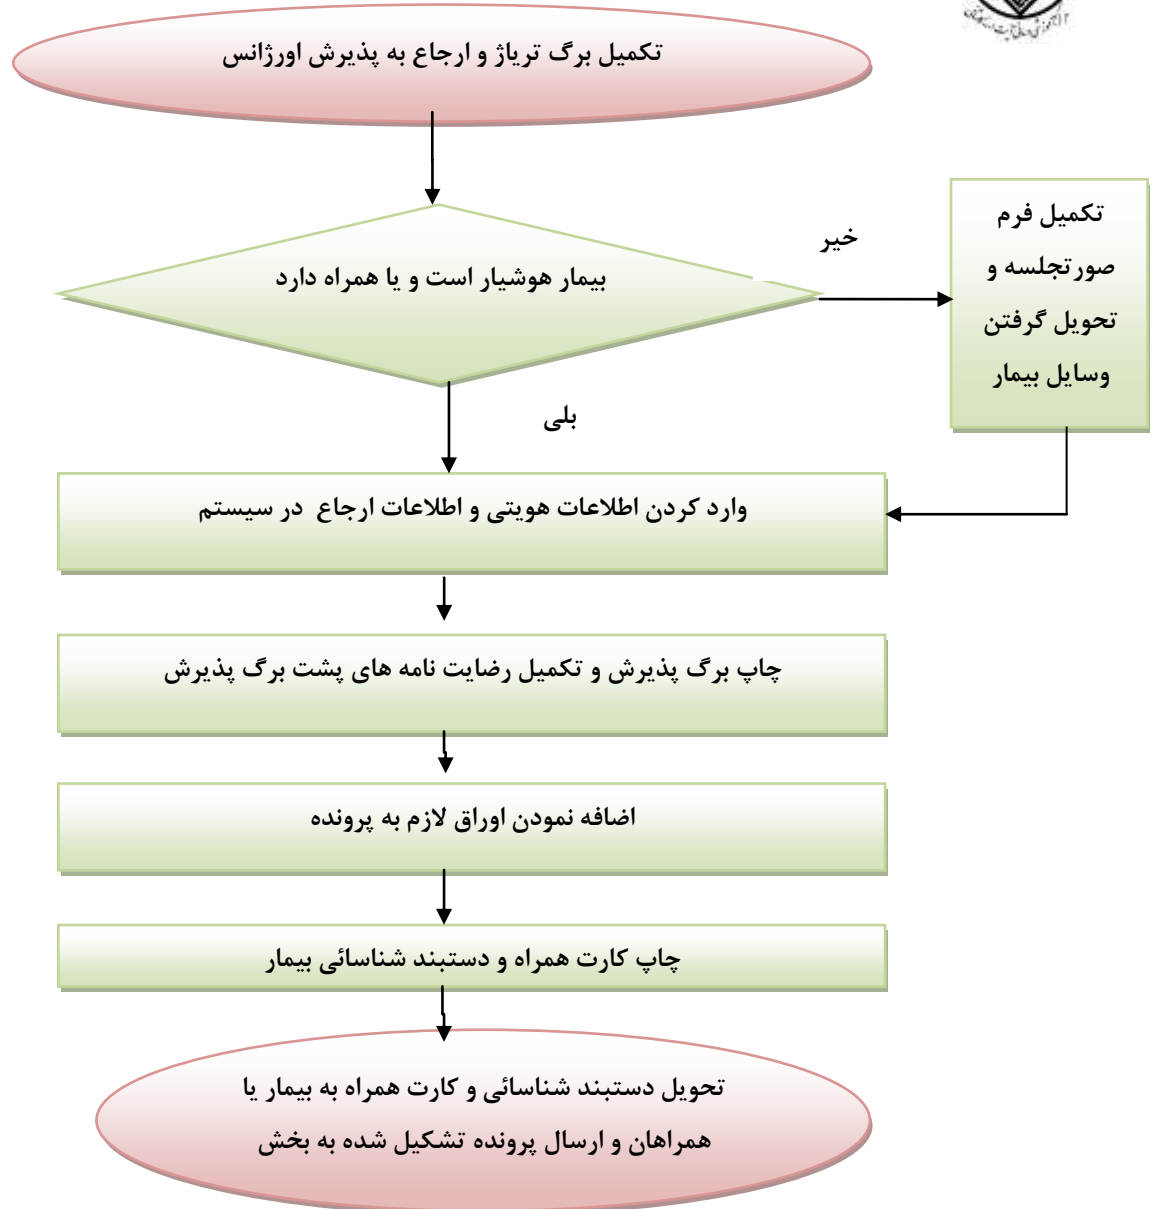 تکمیل برگ تریاژ و ارجاع به پذیرش اورژانس
بیمار هوشیار است و یا همراه دارد
خیر
تکمیل فرم
صورتجلسه و
تحویل گرفتن
وسایل بیمار
بلی
وارد کردن اطلاعات هویتی و اطلاعات ارجاع در سیستم
چاپ برگ پذیرش و تکمیل رضایت نامه های پشت برگ پذیرش
اضافه نمودن اوراق لازم به پرونده
چاپ کارت همراه و دستبند شناسائی بیمار
تحویل دستبند شناسائی و کارت همراه به بیمار یا
همراهان و ارسال پرونده تشکیل شده به بخش